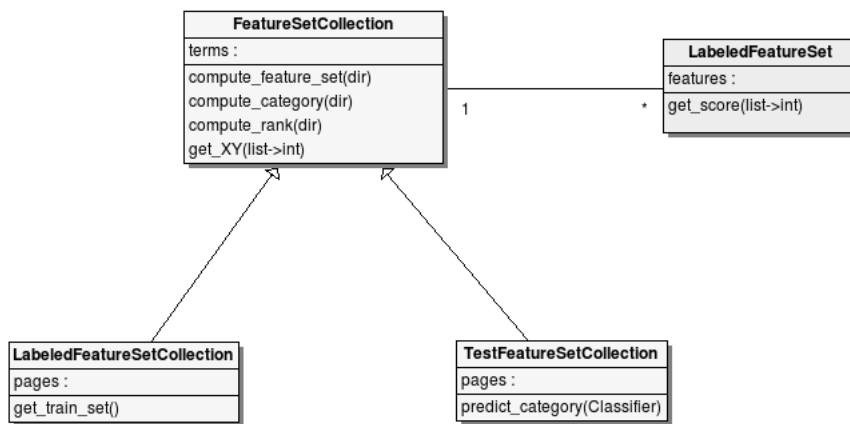 FeatureSetCollection
terms :
compute_feature_set(dir)
compute_category(dir)
compute_rank(dir)
get_XY(list->int)
1
*
LabeledFeatureSet
features :
get_score(list->int)
LabeledFeatureSetCollection
pages :
get_train_set()
TestFeatureSetCollection
pages :
predict_category(Classifier)